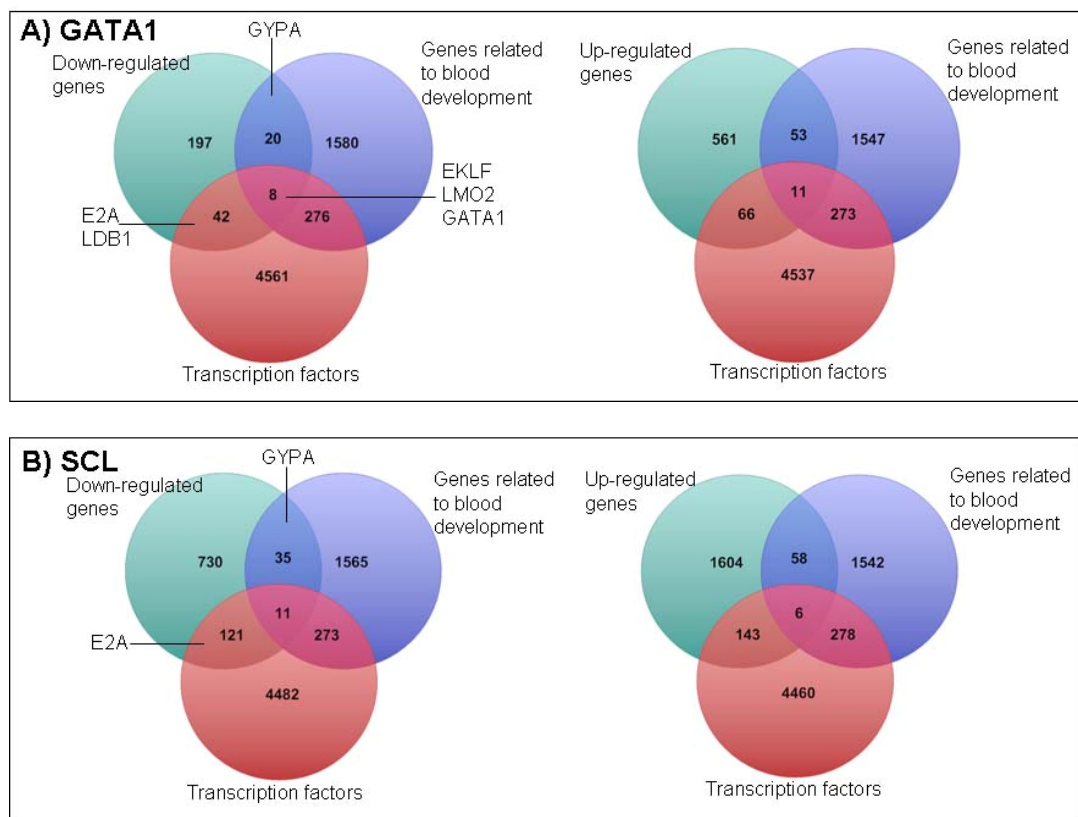 A) GATA1
GYPA
Down-regulated
genes
Genes related
to blood
development
197
20
1580
8
EKLF
LMO2
GATA1
E2A
LDB1
42
276
4561
Transcription factors
Up-regulated
genes
Genes related
to blood
development
561
53
1547
11
66
273
4537
Transcription factors
B) SCL
GYPA
Down-regulated
genes
Genes related
to blood
development
730
35
1565
11
E2A
121
273
4482
Transcription factors
Up-regulated
genes
Genes related
to blood
development
1604
58
1542
6
143
278
4460
Transcription factors